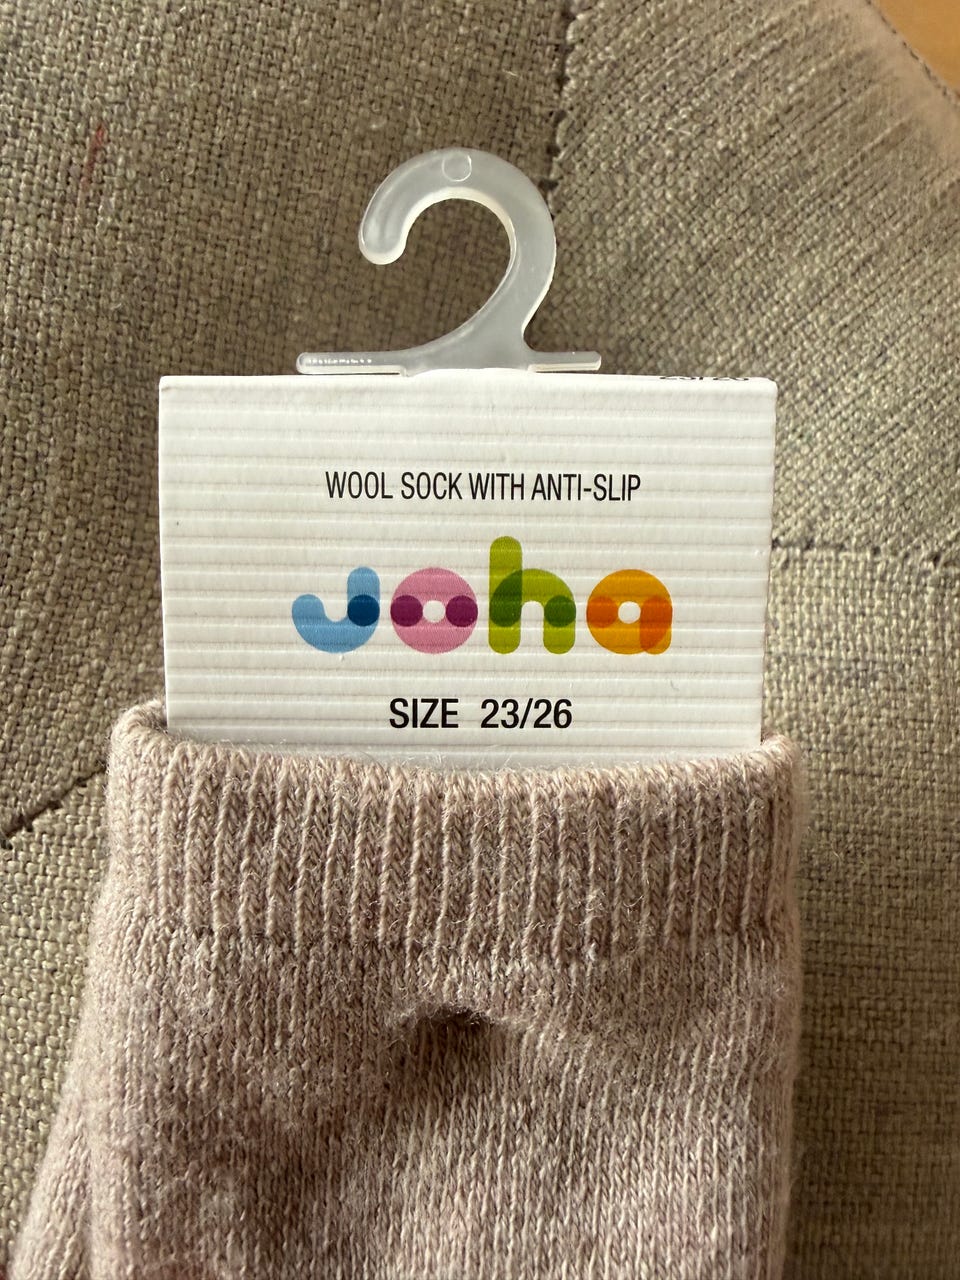 WOOL SOCK WITH ANTI-SLIP
joha
SIZE 23/26